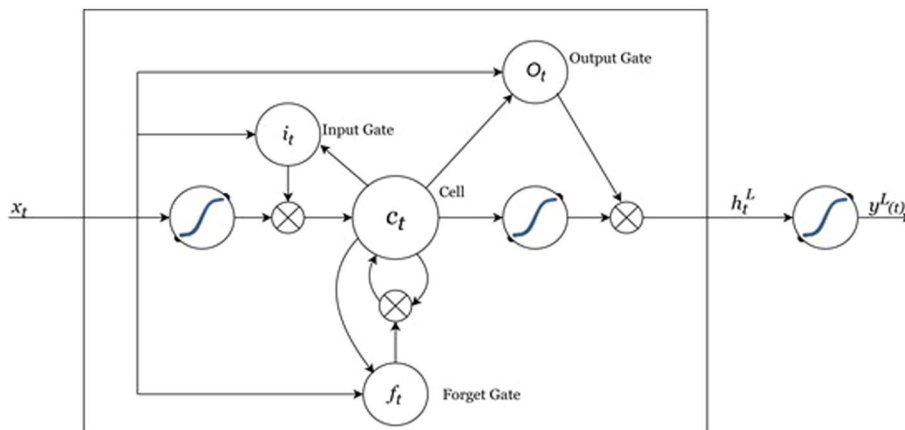 Output Gate
O_t
i_t
Input Gate
Cell
x_t
c_t
h_t^L
y^L(t)
f_t
Forget Gate